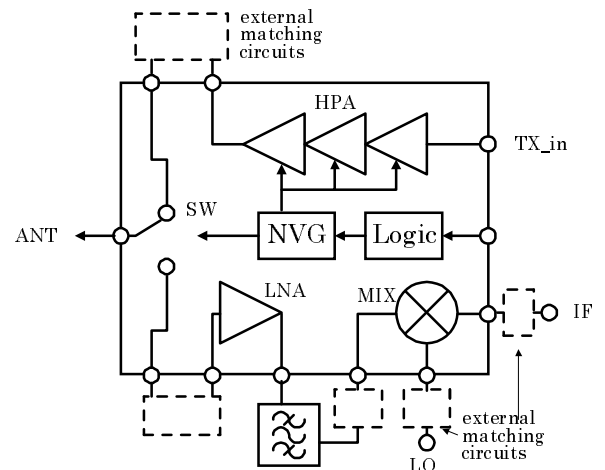 external
matching
circuits
HPA
TX_in
SW
ANT
NVG
Logic
LNA
MIX
IF
external
matching
circuits
LO